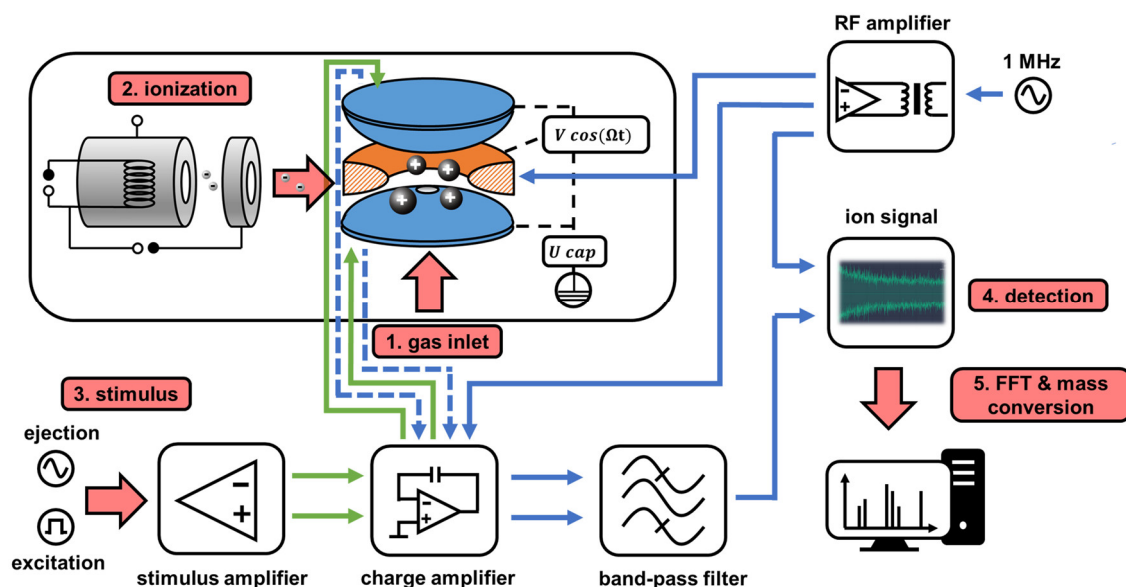 RF amplifier
1 MHz
2. ionization
V cos(Ωt)
U cap
ion signal
4. detection
1. gas inlet
3. stimulus
5. FFT & mass
conversion
ejection
excitation
stimulus amplifier
charge amplifier
band-pass filter